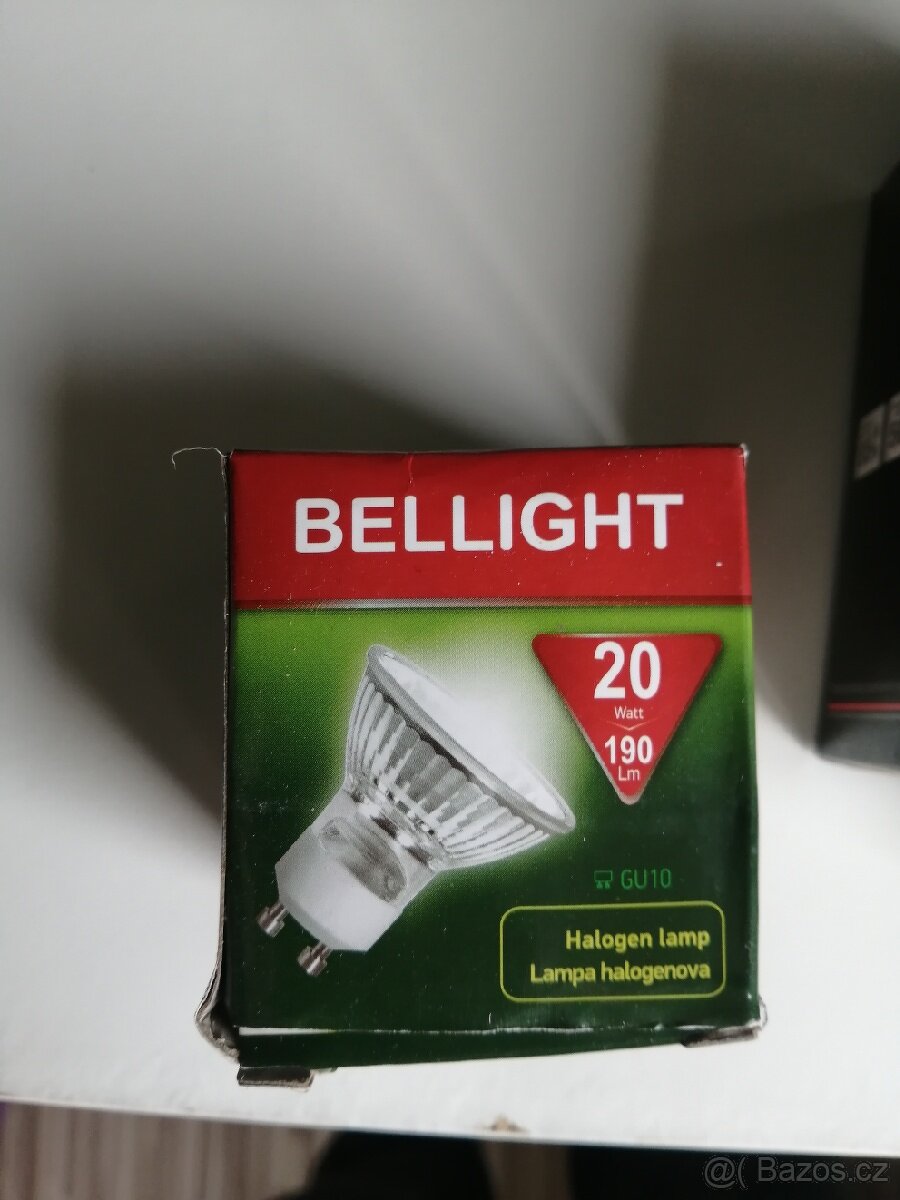 BELLIGHT
20
Watt
190
Lm
GU10
Halogen lamp
Lampa halogenova
@( Bazos.cz